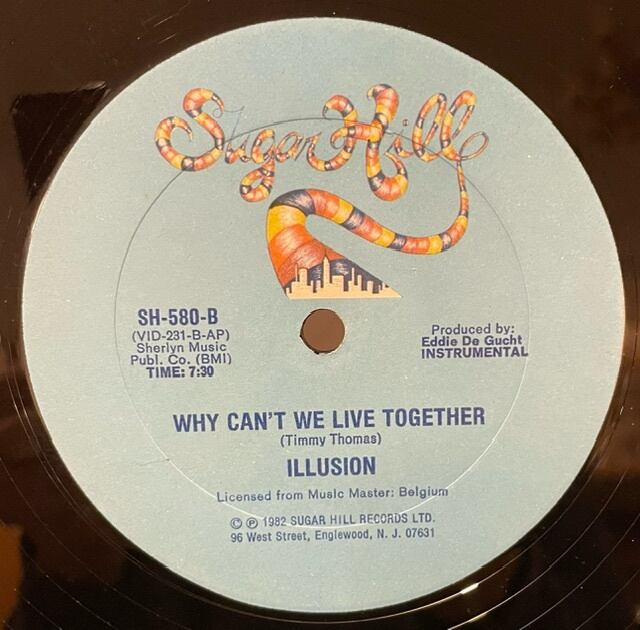 Sugar Hill
SH-580-B
(VID-231-B-AP)
Sherlyn Music
Publ. Co. (BMI)
TIME: 7:30
Produced by:
Eddie De Gucht
INSTRUMENTAL
WHY CAN'T WE LIVE TOGETHER
(Timmy Thomas)
ILLUSION
Licensed from Music Master: Belgium
© ℗ 1982 SUGAR HILL RECORDS LTD.
96 West Street, Englewood, N. J. 07631